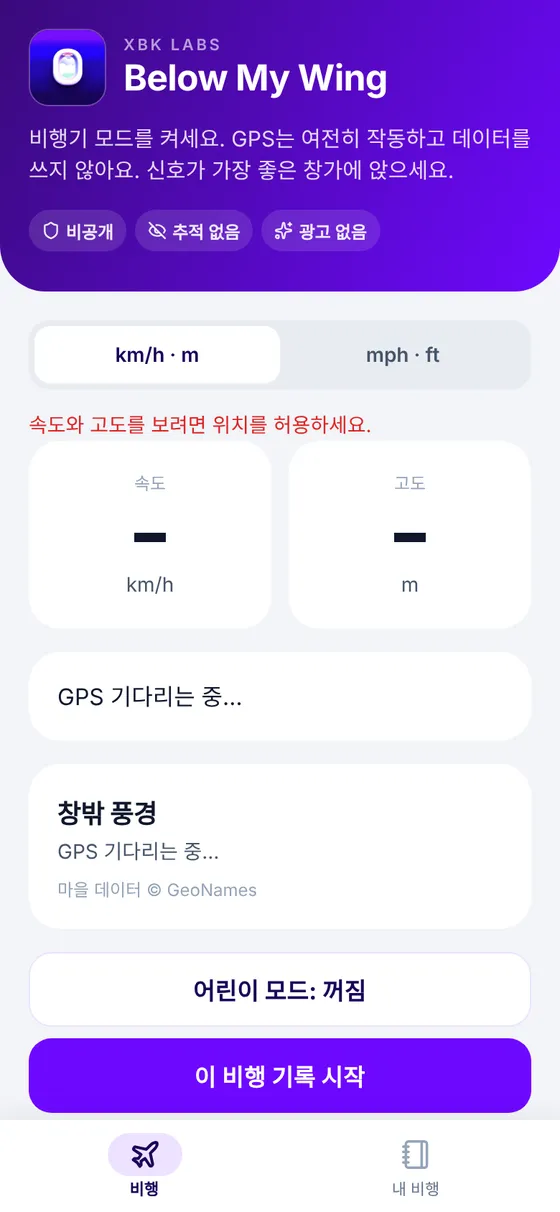 XBK LABS
Below My Wing
비행기 모드를 켜세요. GPS는 여전히 작동하고 데이터를
쓰지 않아요. 신호가 가장 좋은 창가에 앉으세요.
비공개
추적 없음
광고 없음
km/h · m
mph · ft
속도와 고도를 보려면 위치를 허용하세요.
속도
고도
–
–
km/h
m
GPS 기다리는 중...
창밖 풍경
GPS 기다리는 중...
마을 데이터 © GeoNames
어린이 모드: 꺼짐
이 비행 기록 시작
비행
내 비행